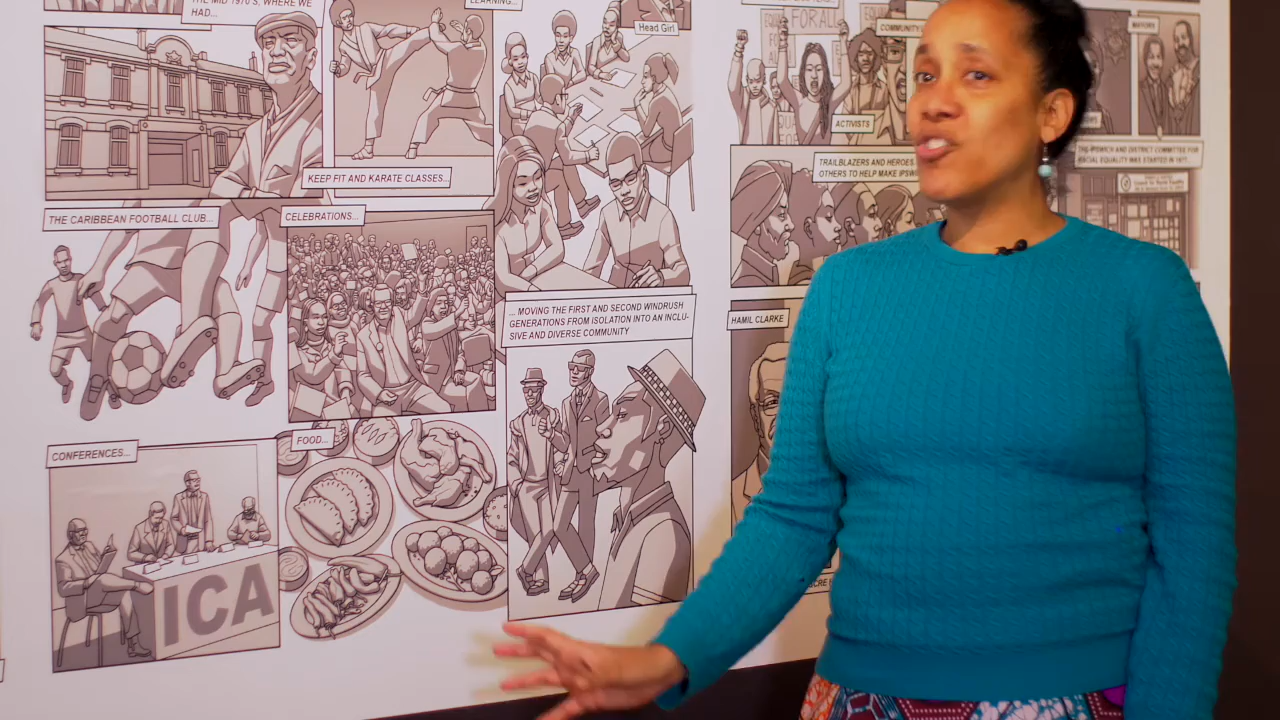 THE MID 1970'S, WHERE WE
HAD...
LEARNING...
Head Girl
KEEP FIT AND KARATE CLASSES...
THE CARIBBEAN FOOTBALL CLUB...
CELEBRATIONS...
... MOVING THE FIRST AND SECOND WINDRUSH
GENERATIONS FROM ISOLATION INTO AN INCLU-
SIVE AND DIVERSE COMMUNITY
CONFERENCES...
FOOD...
ICA
FOR ALL
COMMUNITY
ACTIVISTS
TRAILBLAZERS AND HEROES
OTHERS TO HELP MAKE
HAMIL CLARKE
MAYORS
THE IPSWICH AND DISTRICT COMMITTEE FOR
RACIAL EQUALITY WAS STARTED IN